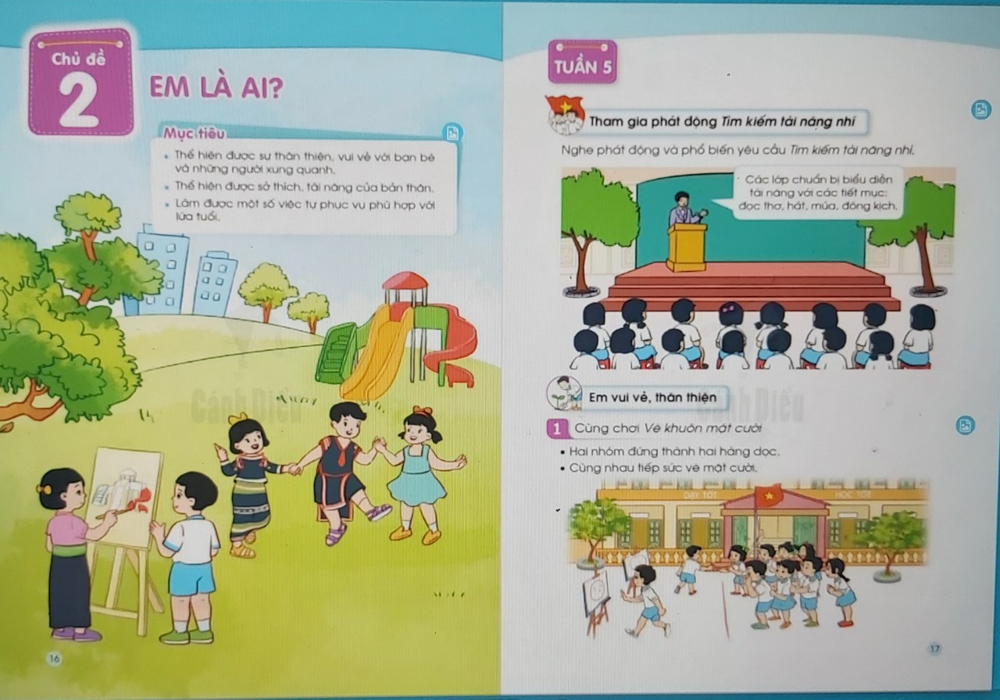 Chủ đề
2
EM LÀ AI?
Mục tiêu
• Thể hiện được sự thân thiện, vui vẻ với bạn bè
và những người xung quanh.
• Thể hiện được sở thích, tài năng của bản thân.
• Làm được một số việc tự phục vụ phù hợp với
lứa tuổi.
Cánh Diều
16
TUẦN 5
Tham gia phát động Tìm kiếm tài năng nhí
Nghe phát động và phổ biến yêu cầu Tìm kiếm tài năng nhí.
Các lớp chuẩn bị biểu diễn
tài năng với các tiết mục:
đọc thơ, hát, múa, đóng kịch.
Em vui vẻ, thân thiện
Cánh Diều
1 Cùng chơi Vẽ khuôn mặt cười
• Hai nhóm đứng thành hai hàng dọc.
• Cùng nhau tiếp sức vẽ mặt cười.
DẠY TỐT
HỌC TỐT
17